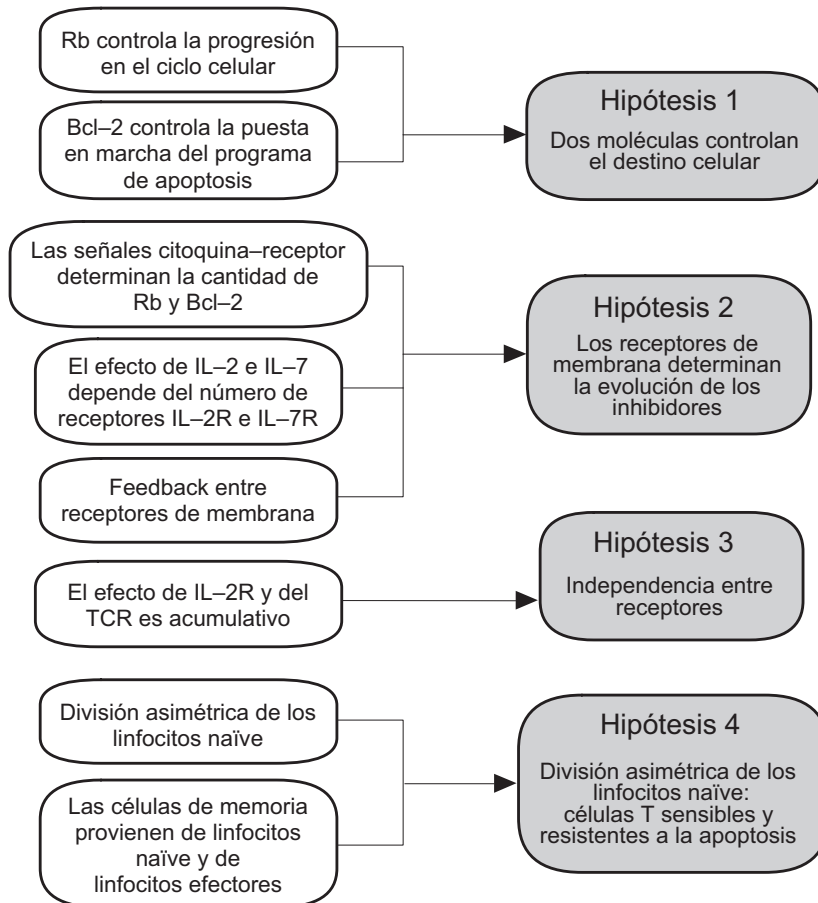 Rb controla la progresión
en el ciclo celular
Bcl–2 controla la puesta
en marcha del programa
de apoptosis
Hipótesis 1
Dos moléculas controlan
el destino celular
Las señales citoquina–receptor
determinan la cantidad de
Rb y Bcl–2
El efecto de IL–2 e IL–7
depende del número de
receptores IL–2R e IL–7R
Feedback entre
receptores de membrana
Hipótesis 2
Los receptores de
membrana determinan
la evolución de los
inhibidores
El efecto de IL–2R y del
TCR es acumulativo
Hipótesis 3
Independencia entre
receptores
División asimétrica de los
linfocitos naïve
Las células de memoria
provienen de linfocitos
naïve y de
linfocitos efectores
Hipótesis 4
División asimétrica de los
linfocitos naïve:
células T sensibles y
resistentes a la apoptosis